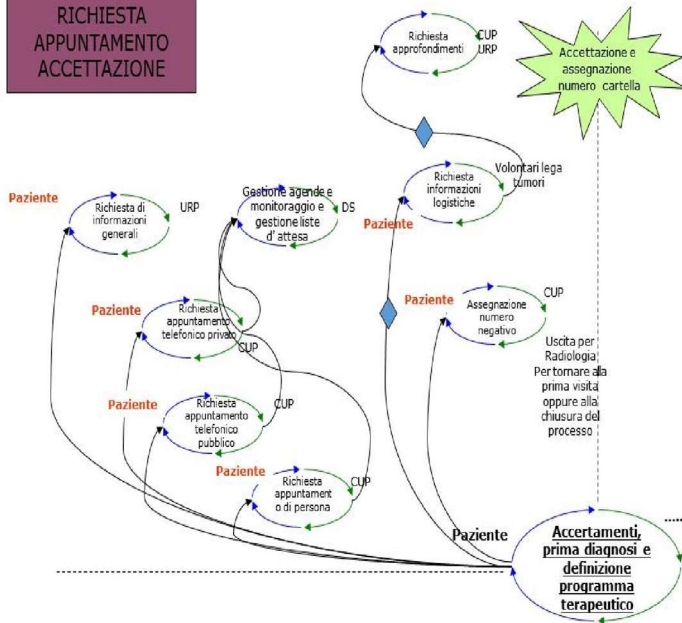 RICHIESTA
APPUNTAMENTO
ACCETTAZIONE
Richiesta
approfondimenti
CUP
URP
Accettazione e
assegnazione
numero cartella
Paziente
Richiesta di
informazioni
generali
URP
Gestione agende e
monitoraggio e
gestione liste
d' attesa
DS
Paziente
Richiesta
informazioni
logistiche
Volontari lega
tumori
Paziente
Richiesta
appuntamento
telefonico privato
CUP
Paziente
Assegnazione
numero
negativo
CUP
Uscita per
Radiologia
Per tornare alla
prima visita
oppure alla
chiusura del
processo
Paziente
Richiesta
appuntamento
telefonico
pubblico
CUP
Paziente
Richiesta
appuntament
o di persona
CUP
Paziente
Accertamenti,
prima diagnosi e
definizione
programma
terapeutico